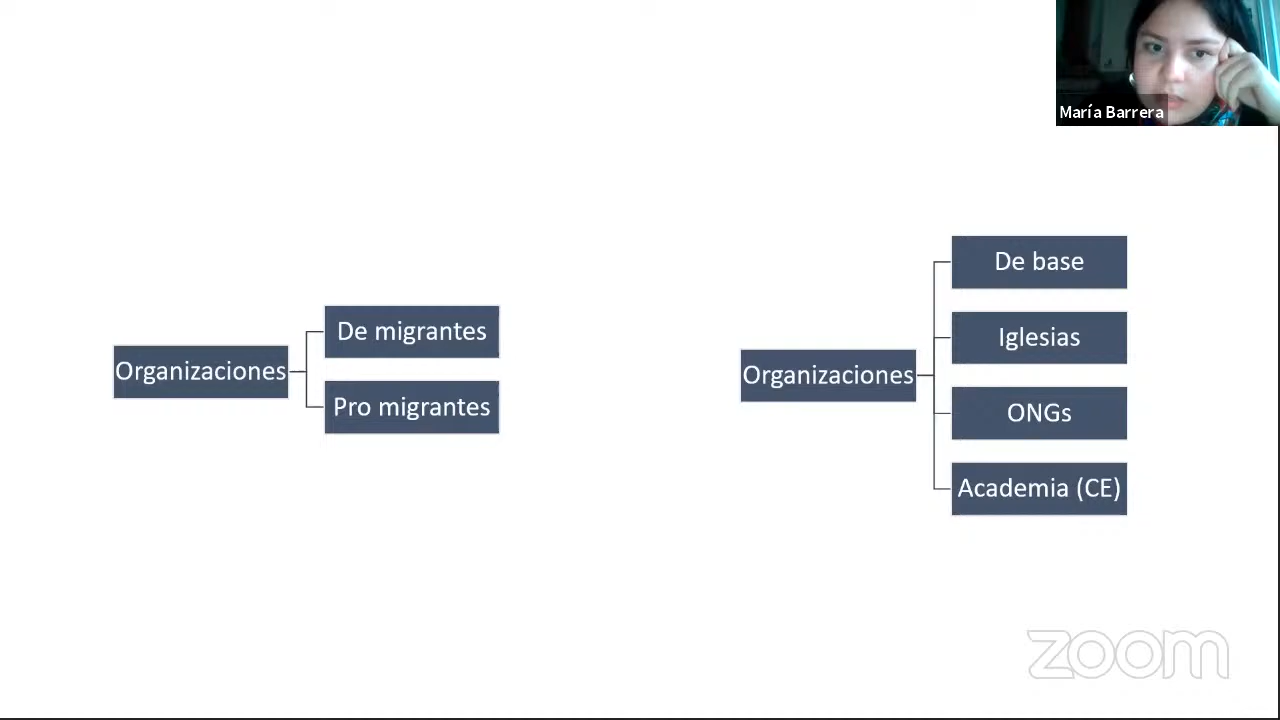 María Barrera
Organizaciones
De migrantes
Pro migrantes
Organizaciones
De base
Iglesias
ONGs
Academia (CE)
zoom